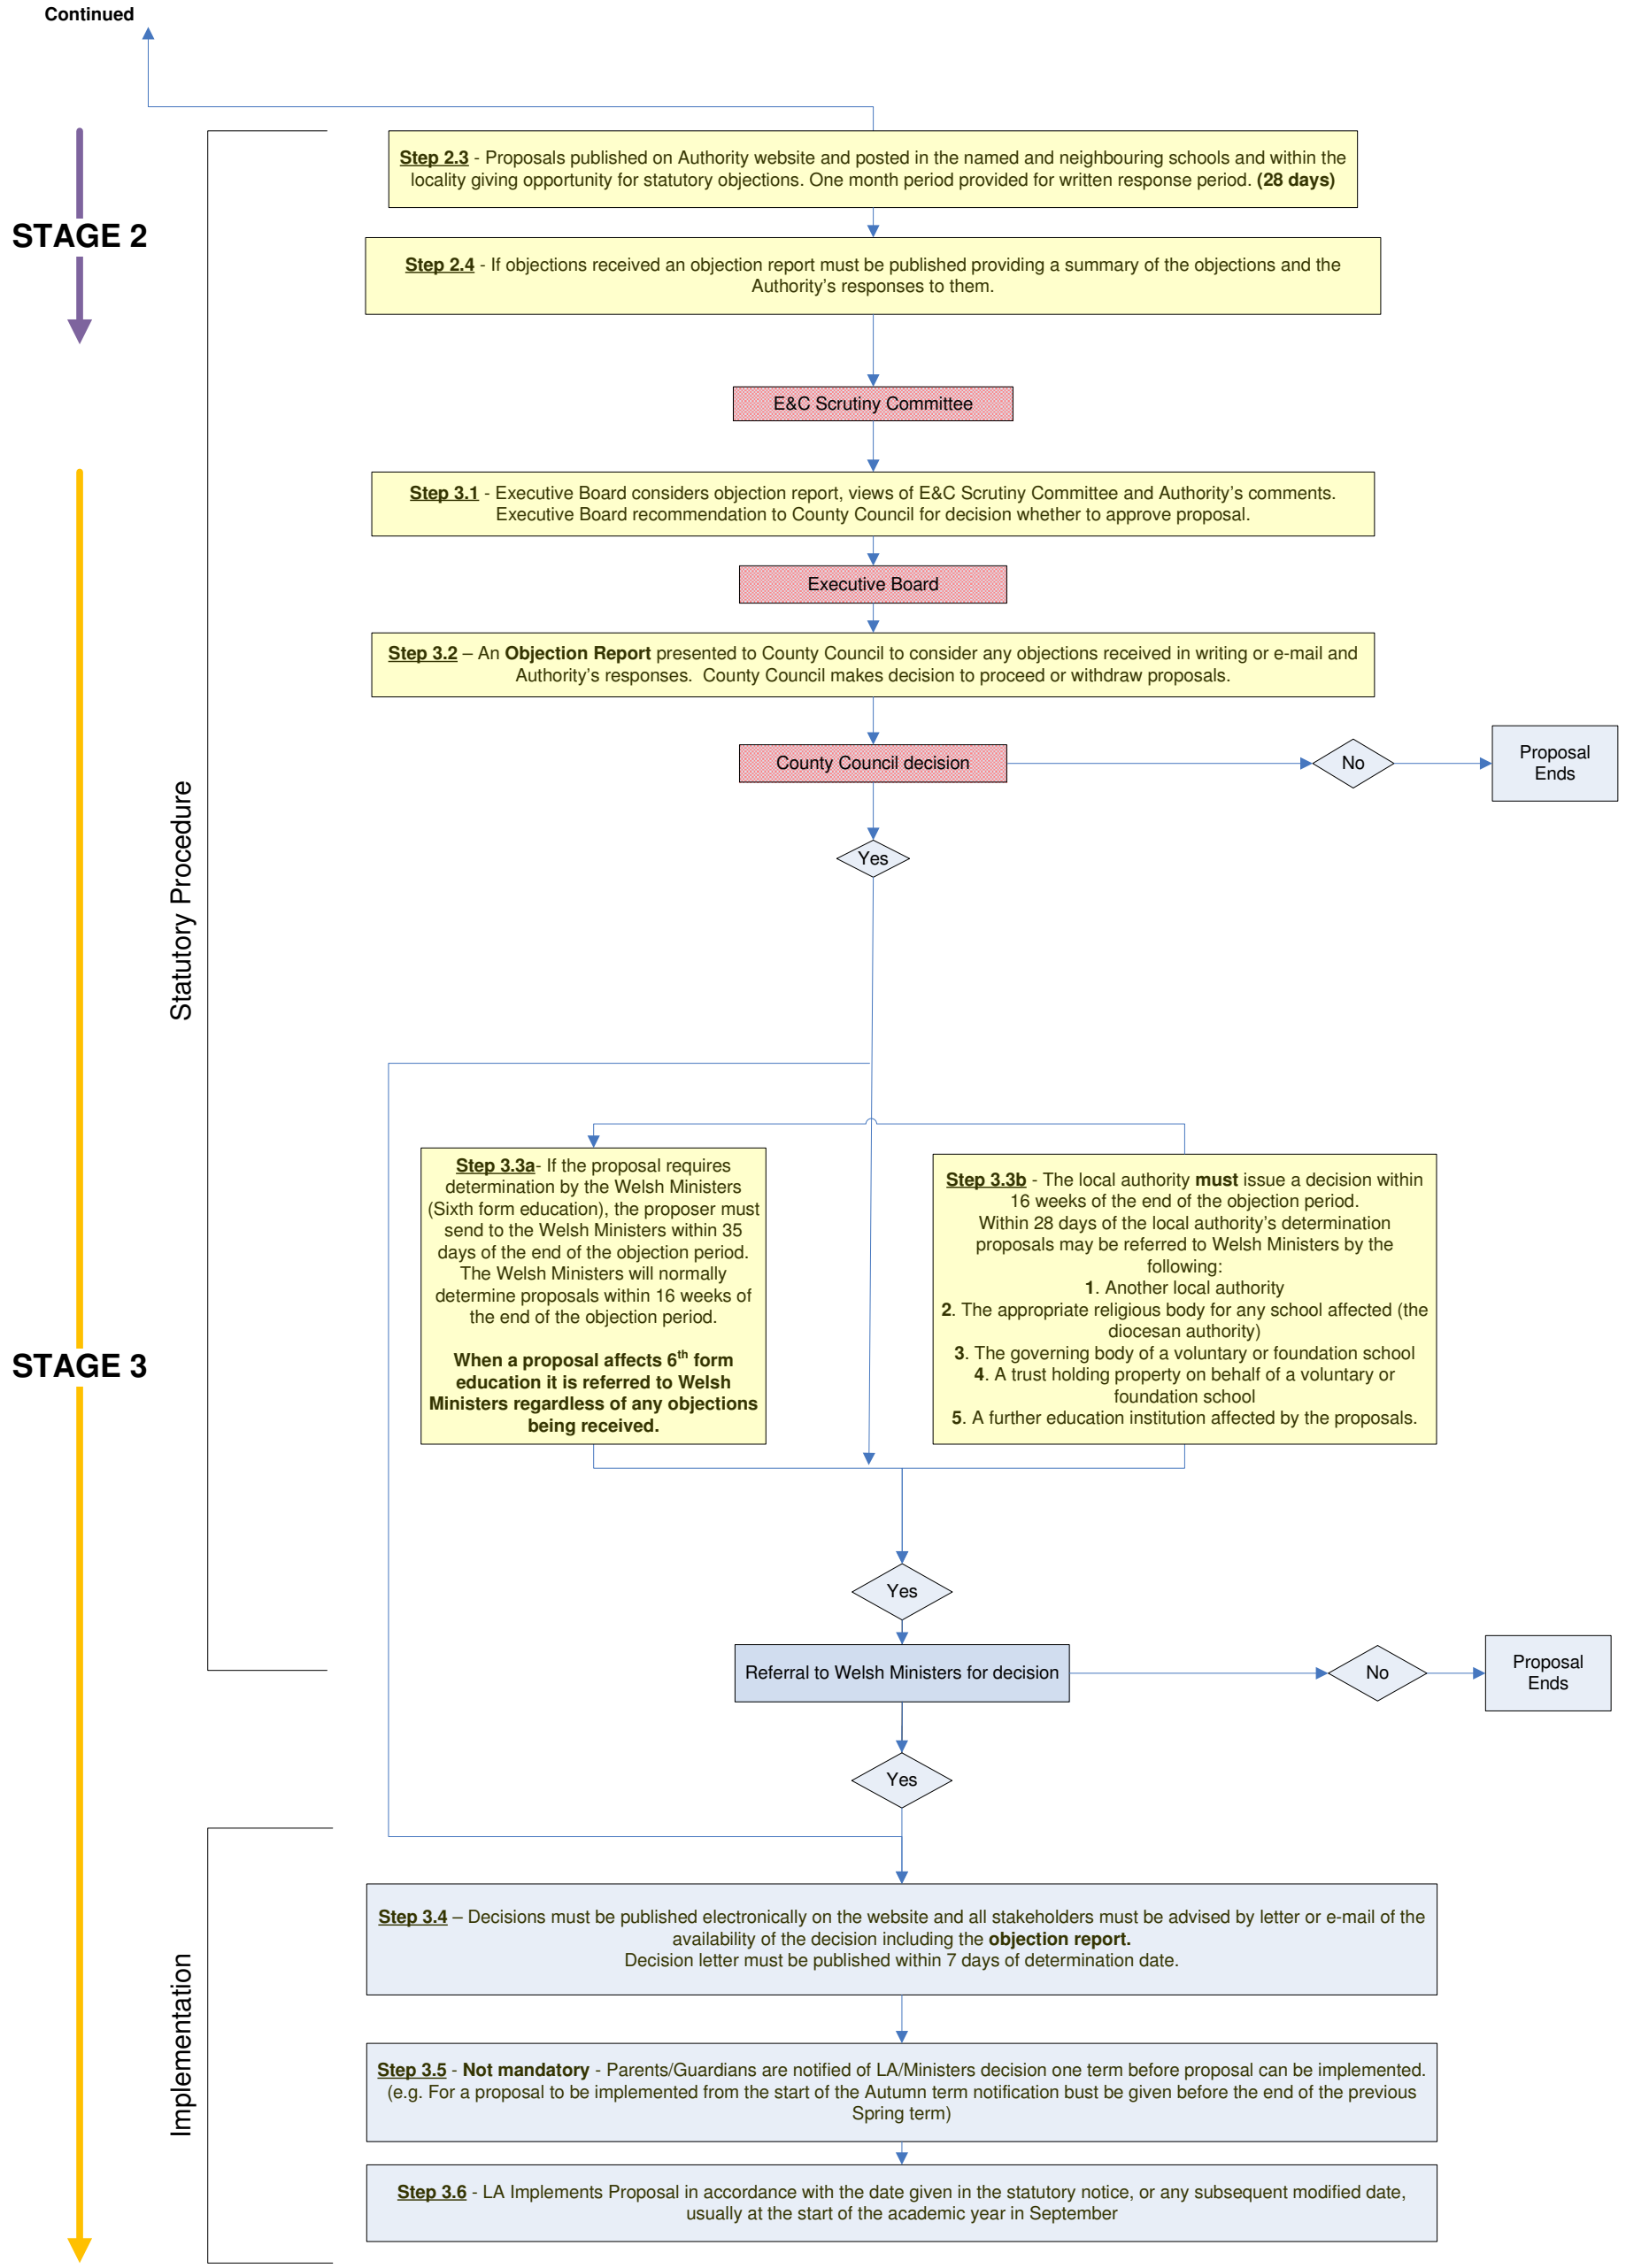 Continued
Step 2.3 - Proposals published on Authority website and posted in the named and neighbouring schools and within the
locality giving opportunity for statutory objections. One month period provided for written response period. (28 days)
STAGE 2
Step 2.4 - If objections received an objection report must be published providing a summary of the objections and the
Authority’s responses to them.
E&C Scrutiny Committee
Step 3.1 - Executive Board considers objection report, views of E&C Scrutiny Committee and Authority’s comments.
Executive Board recommendation to County Council for decision whether to approve proposal.
Executive Board
Step 3.2 – An Objection Report presented to County Council to consider any objections received in writing or e-mail and
Authority’s responses.  County Council makes decision to proceed or withdraw proposals.
County Council decision
No
Proposal
Ends
Yes
Statutory Procedure
Step 3.3a- If the proposal requires
determination by the Welsh Ministers
(Sixth form education), the proposer must
send to the Welsh Ministers within 35
days of the end of the objection period.
The Welsh Ministers will normally
determine proposals within 16 weeks of
the end of the objection period.
When a proposal affects 6th form
education it is referred to Welsh
Ministers regardless of any objections
being received.
Step 3.3b - The local authority must issue a decision within
16 weeks of the end of the objection period.
Within 28 days of the local authority’s determination
proposals may be referred to Welsh Ministers by the
following:
1. Another local authority
2. The appropriate religious body for any school affected (the
diocesan authority)
3. The governing body of a voluntary or foundation school
4. A trust holding property on behalf of a voluntary or
foundation school
5. A further education institution affected by the proposals.
STAGE 3
Yes
Referral to Welsh Ministers for decision
No
Proposal
Ends
Yes
Implementation
Step 3.4 – Decisions must be published electronically on the website and all stakeholders must be advised by letter or e-mail of the
availability of the decision including the objection report.
Decision letter must be published within 7 days of determination date.
Step 3.5 - Not mandatory - Parents/Guardians are notified of LA/Ministers decision one term before proposal can be implemented.
(e.g. For a proposal to be implemented from the start of the Autumn term notification bust be given before the end of the previous
Spring term)
Step 3.6 - LA Implements Proposal in accordance with the date given in the statutory notice, or any subsequent modified date,
usually at the start of the academic year in September